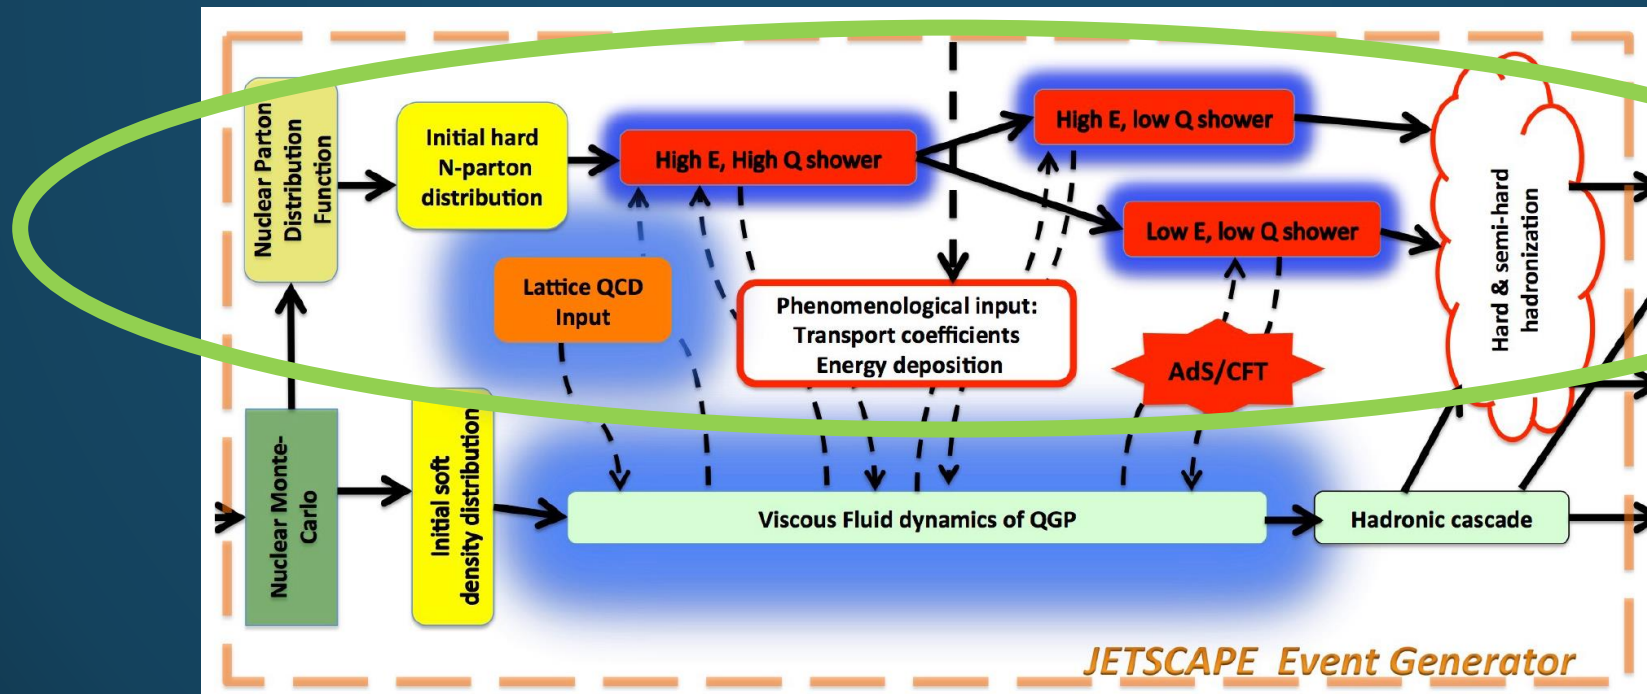 Nuclear Parton
Distribution
Function
Initial hard
N-parton
distribution
High E, High Q shower
High E, low Q shower
Low E, low Q shower
Hard & semi-hard
hadronization
Lattice QCD
Input
Phenomenological input:
Transport coefficients
Energy deposition
AdS/CFT
Nuclear Monte-
Carlo
Initial soft
density distribution
Viscous Fluid dynamics of QGP
Hadronic cascade
JETSCAPE Event Generator